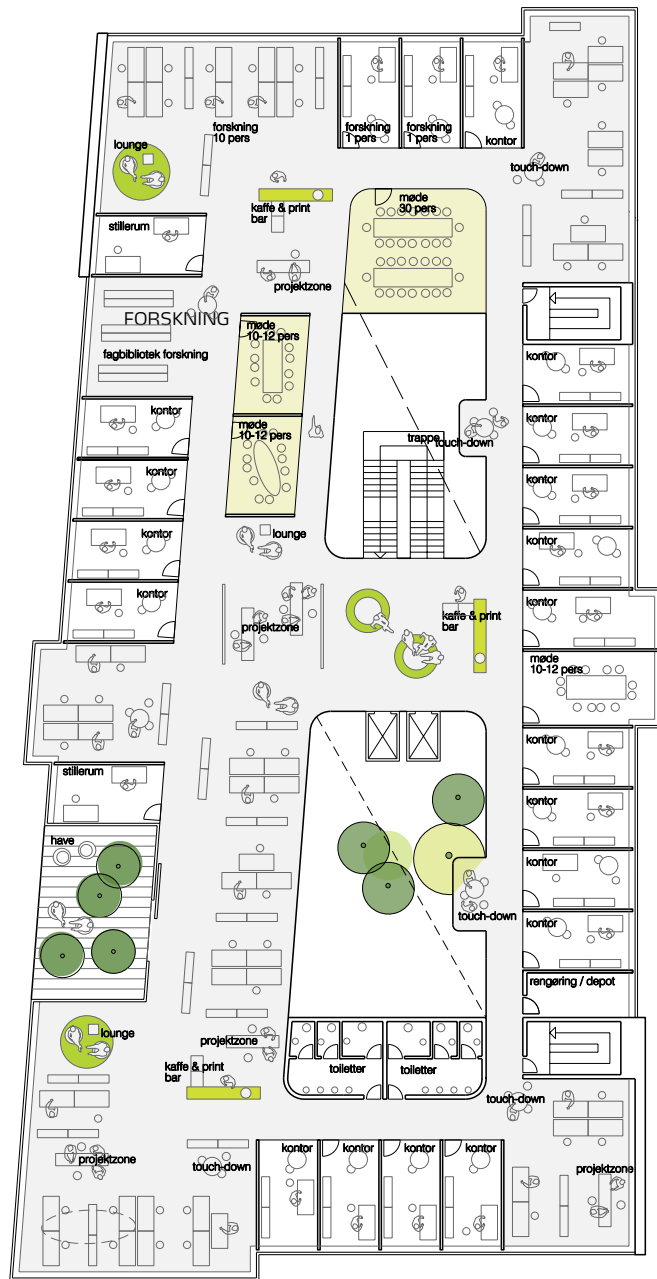 forskning
10 pers
forskning
1 pers
forskning
1 pers
kontor
lounge
touch-down
kaffe & print
bar
møde
30 pers
stillerum
projektzone
FORSKNING
møde
10-12 pers
fagbibliotek forskning
kontor
kontor
møde
10-12 pers
trappe
touch-down
kontor
kontor
kontor
lounge
kontor
kontor
kontor
kontor
projektzone
kaffe & print
bar
kontor
møde
10-12 pers
stillerum
kontor
kontor
have
kontor
touch-down
kontor
rengøring / depot
lounge
projektzone
kaffe & print
bar
toiletter
toiletter
touch-down
projektzone
touch-down
kontor
kontor
kontor
kontor
projektzone